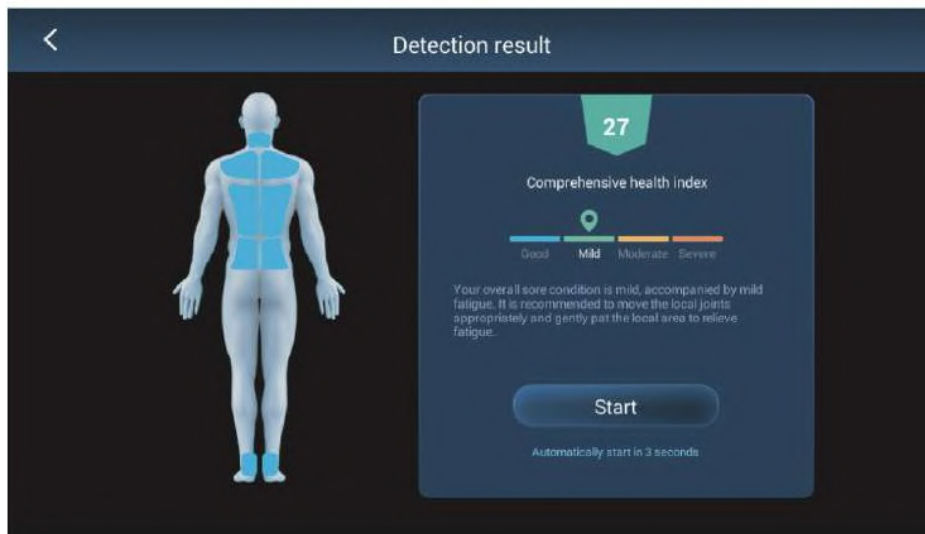 Detection result
27
Comprehensive health index
Good Mild Moderate Severe
Your overall sore condition is mild, accompanied by mild
fatigue. It is recommended to move the local joints
appropriately and gently pat the local area to relieve
fatigue.
Start
Automatically start in 3 seconds